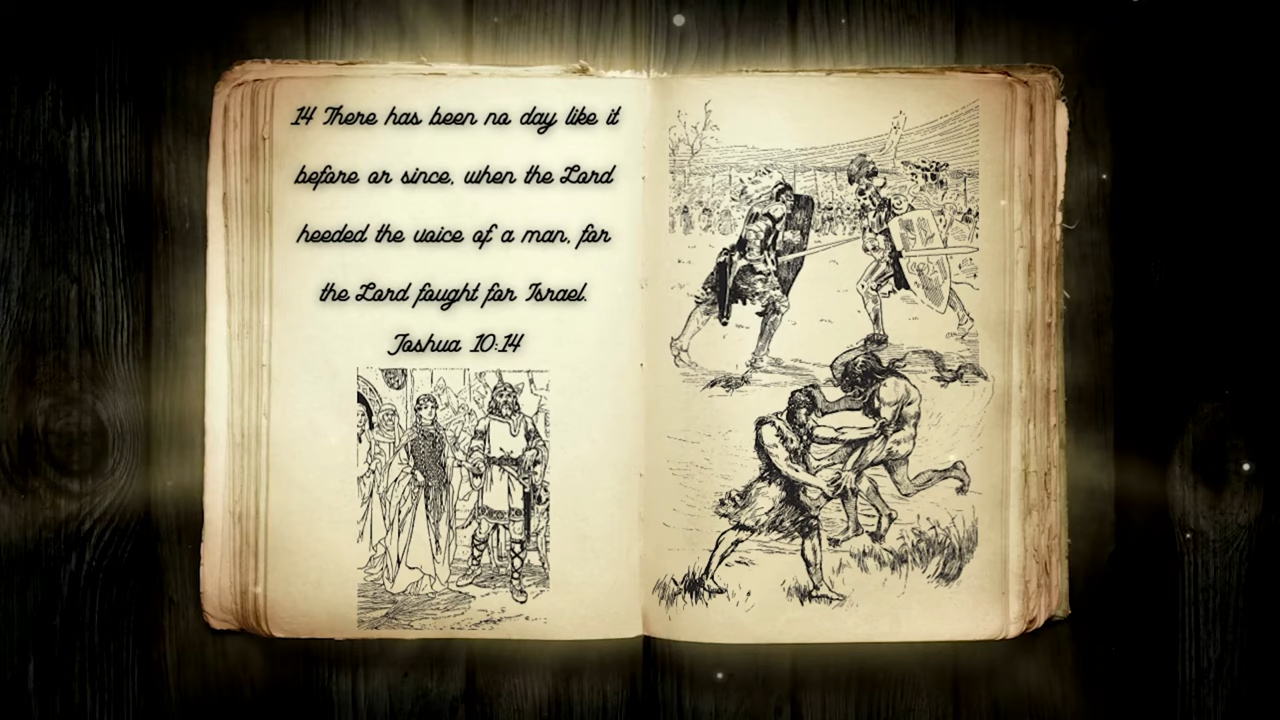 14 There has been no day like it
before or since, when the Lord
heeded the voice of a man, for
the Lord fought for Israel.
Joshua 10:14